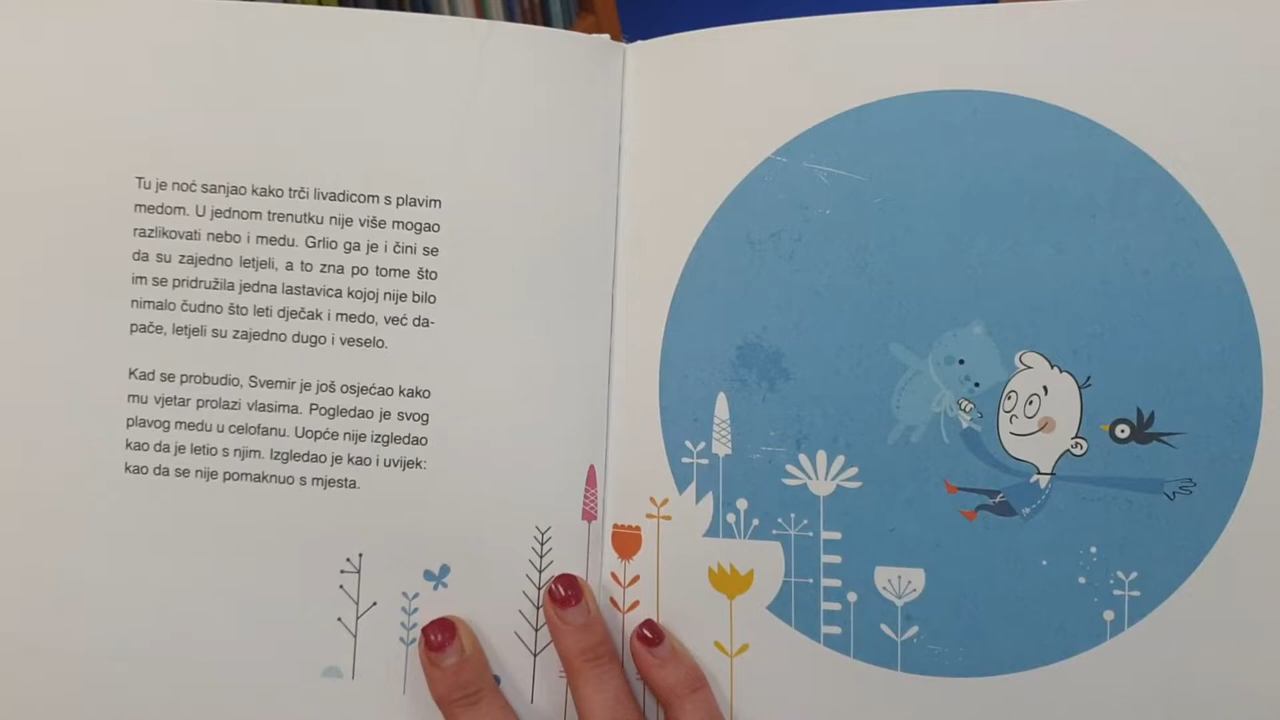 Tu je noć sanjao kako trči livadicom s plavim
medom. U jednom trenutku nije više mogao
razlikovati nebo i medu. Grlio ga je i čini se
da su zajedno letjeli, a to zna po tome što
im se pridružila jedna lastavica kojoj nije bilo
nimalo čudno što leti dječak i medo, već da-
pače, letjeli su zajedno dugo i veselo.
Kad se probudio, Svemir je još osjećao kako
mu vjetar prolazi vlasima. Pogledao je svog
plavog medu u celofanu. Uopće nije izgledao
kao da je letio s njim. Izgledao je kao i uvijek:
kao da se nije pomaknuo s mjesta.